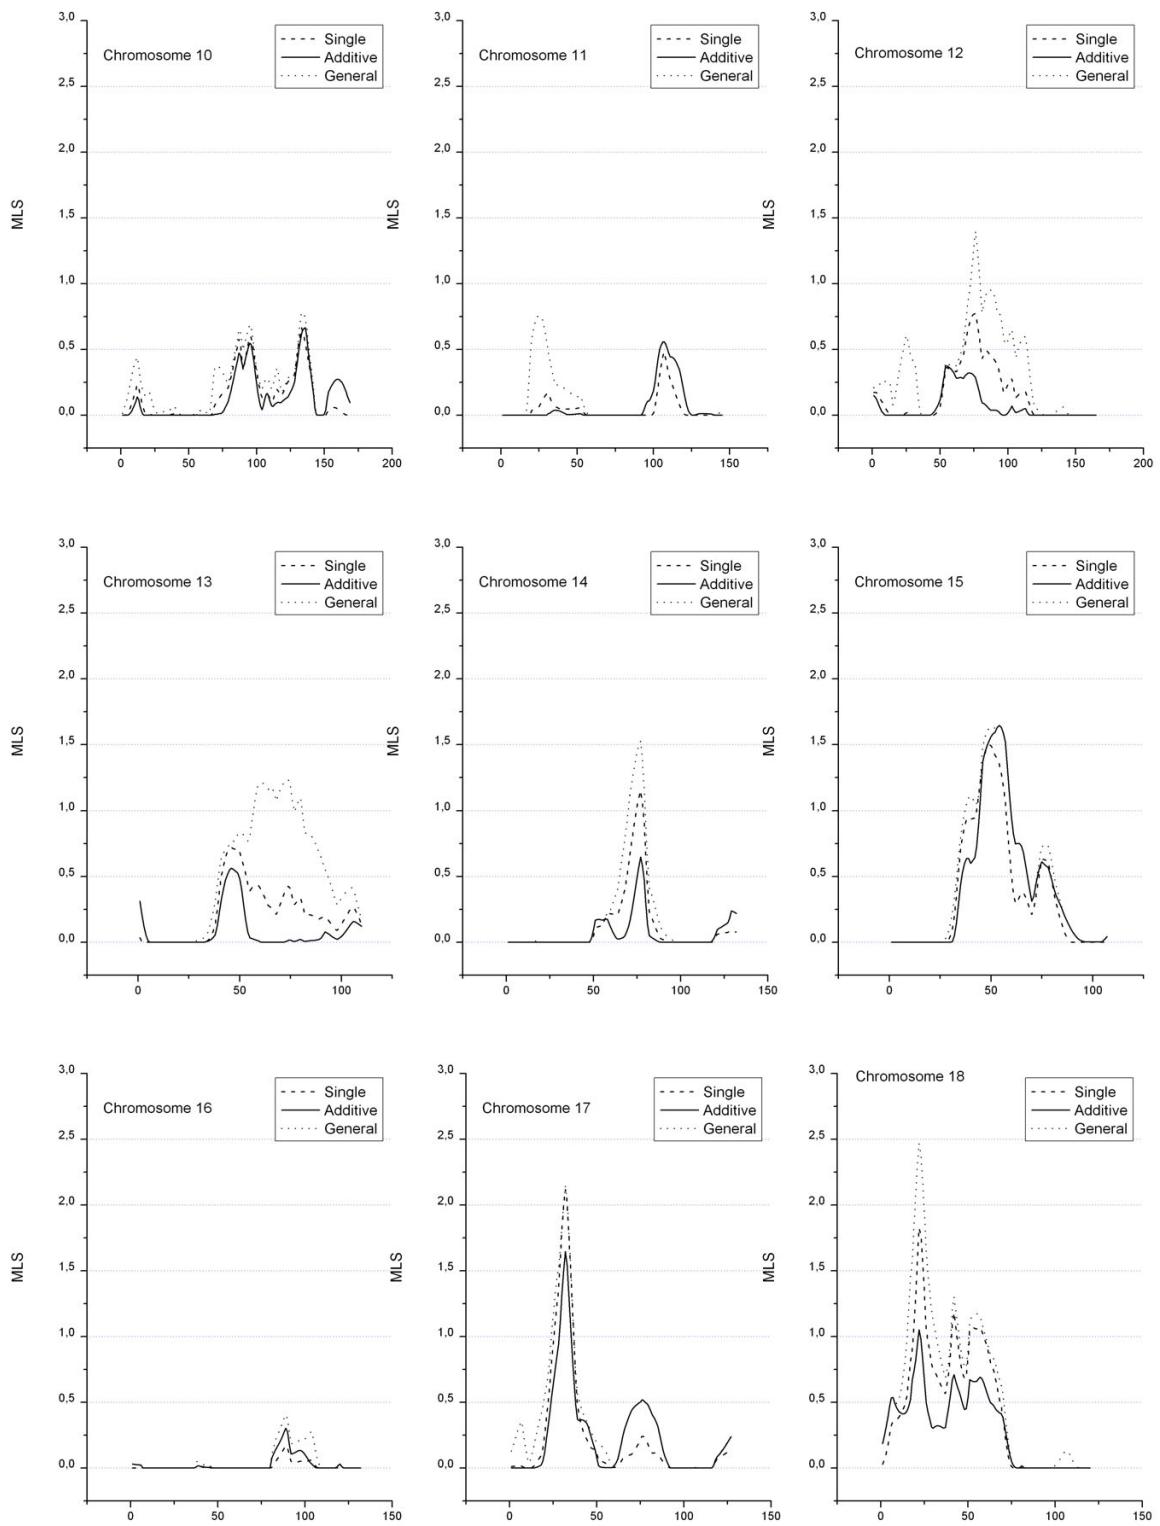 3,0
2,5
2,0
1,5
1,0
0,5
0,0
MLS
Chromosome 10
Single
Additive
General
0 50 100 150 200
3,0
2,5
2,0
1,5
1,0
0,5
0,0
MLS
Chromosome 11
Single
Additive
General
0 50 100 150
3,0
2,5
2,0
1,5
1,0
0,5
0,0
MLS
Chromosome 12
Single
Additive
General
0 50 100 150 200
3,0
2,5
2,0
1,5
1,0
0,5
0,0
MLS
Chromosome 13
Single
Additive
General
0 50 100
3,0
2,5
2,0
1,5
1,0
0,5
0,0
MLS
Chromosome 14
Single
Additive
General
0 50 100 150
3,0
2,5
2,0
1,5
1,0
0,5
0,0
MLS
Chromosome 15
Single
Additive
General
0 50 100
3,0
2,5
2,0
1,5
1,0
0,5
0,0
MLS
Chromosome 16
Single
Additive
General
0 50 100 150
3,0
2,5
2,0
1,5
1,0
0,5
0,0
MLS
Chromosome 17
Single
Additive
General
0 50 100 150
3,0
2,5
2,0
1,5
1,0
0,5
0,0
MLS
Chromosome 18
Single
Additive
General
0 50 100 150